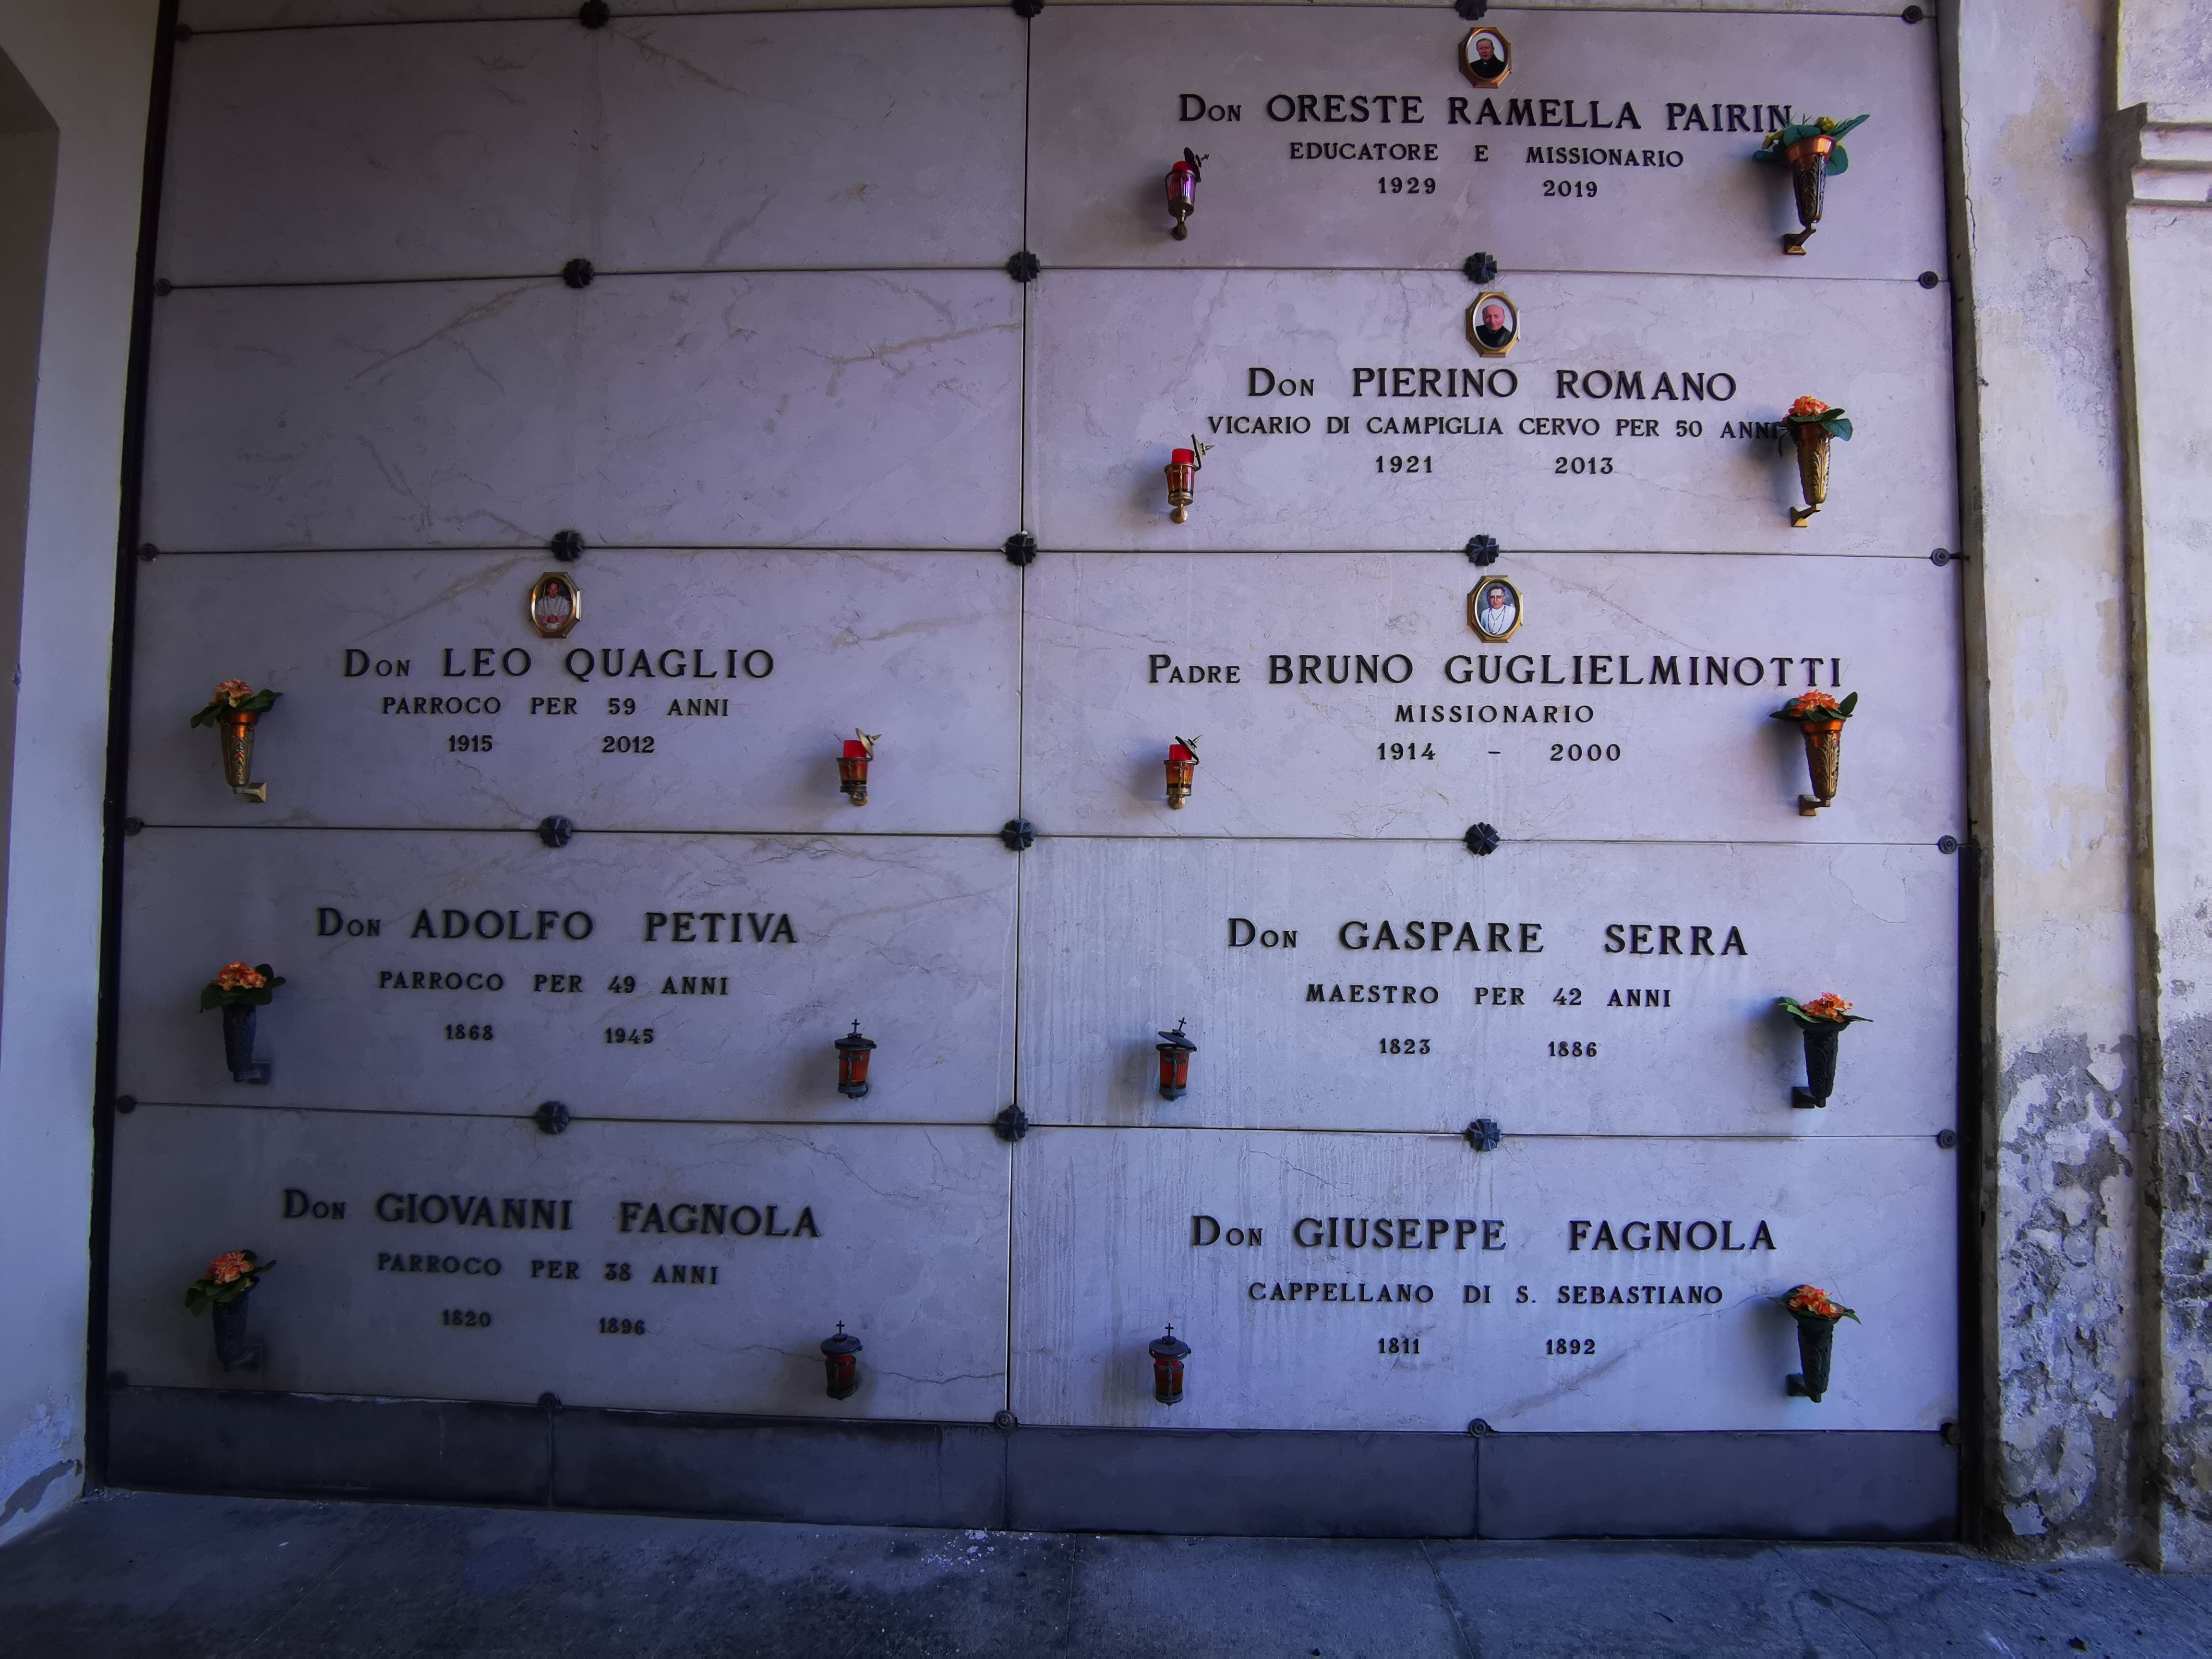 Don ORESTE RAMELLA PAIRIN
EDUCATORE E MISSIONARIO
1929 2019
Don PIERINO ROMANO
VICARIO DI CAMPIGLIA CERVO PER 50 ANNI
1921 2013
Don LEO QUAGLIO
PARROCO PER 59 ANNI
1915 2012
Padre BRUNO GUGLIELMINOTTI
MISSIONARIO
1914 - 2000
Don ADOLFO PETIVA
PARROCO PER 49 ANNI
1868 1945
Don GASPARE SERRA
MAESTRO PER 42 ANNI
1823 1886
Don GIOVANNI FAGNOLA
PARROCO PER 38 ANNI
1820 1896
Don GIUSEPPE FAGNOLA
CAPPELLANO DI S. SEBASTIANO
1811 1892